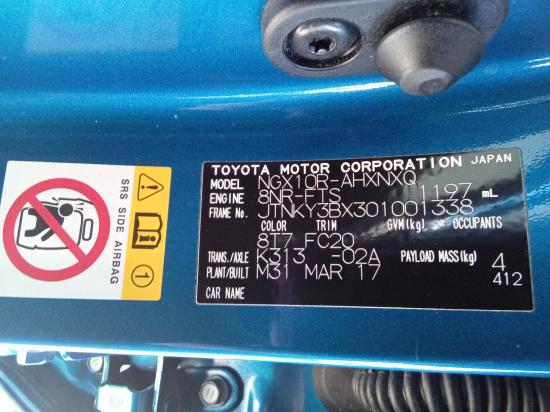 TOYOTA MOTOR CORPORATION JAPAN
MODEL NGX10R-AHXNXQ
ENGINE 8NR-FTS 1197 mL
FRAME No. JTNKY3BX301001338
COLOR TRIM GVM(kg) OCCUPANTS
8I7 FC20
TRANS./AXLE K313 -02A PAYLOAD MASS(kg) 4
PLANT/BUILT M31 MAR 17 412
CAR NAME
SRS SIDE AIRBAG
1